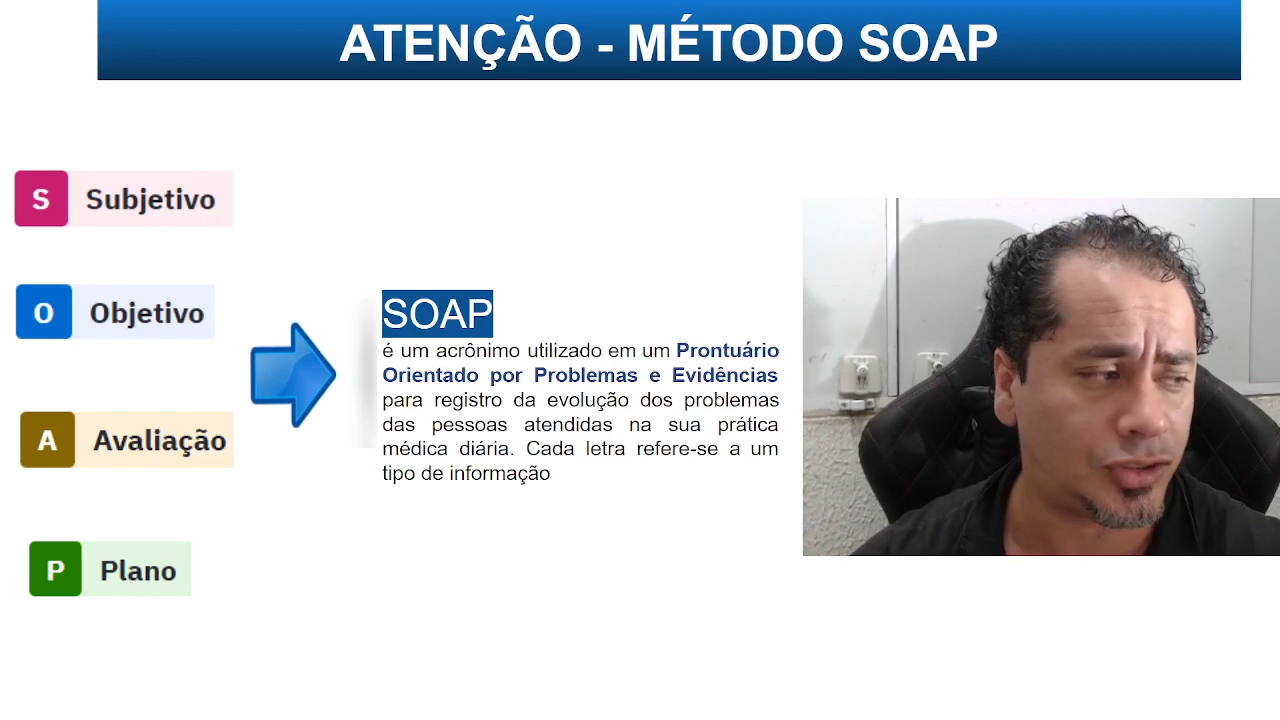 ATENÇÃO - MÉTODO SOAP
S Subjetivo
O Objetivo
A Avaliação
P Plano
SOAP
é um acrônimo utilizado em um Prontuário
Orientado por Problemas e Evidências
para registro da evolução dos problemas
das pessoas atendidas na sua prática
médica diária. Cada letra refere-se a um
tipo de informação